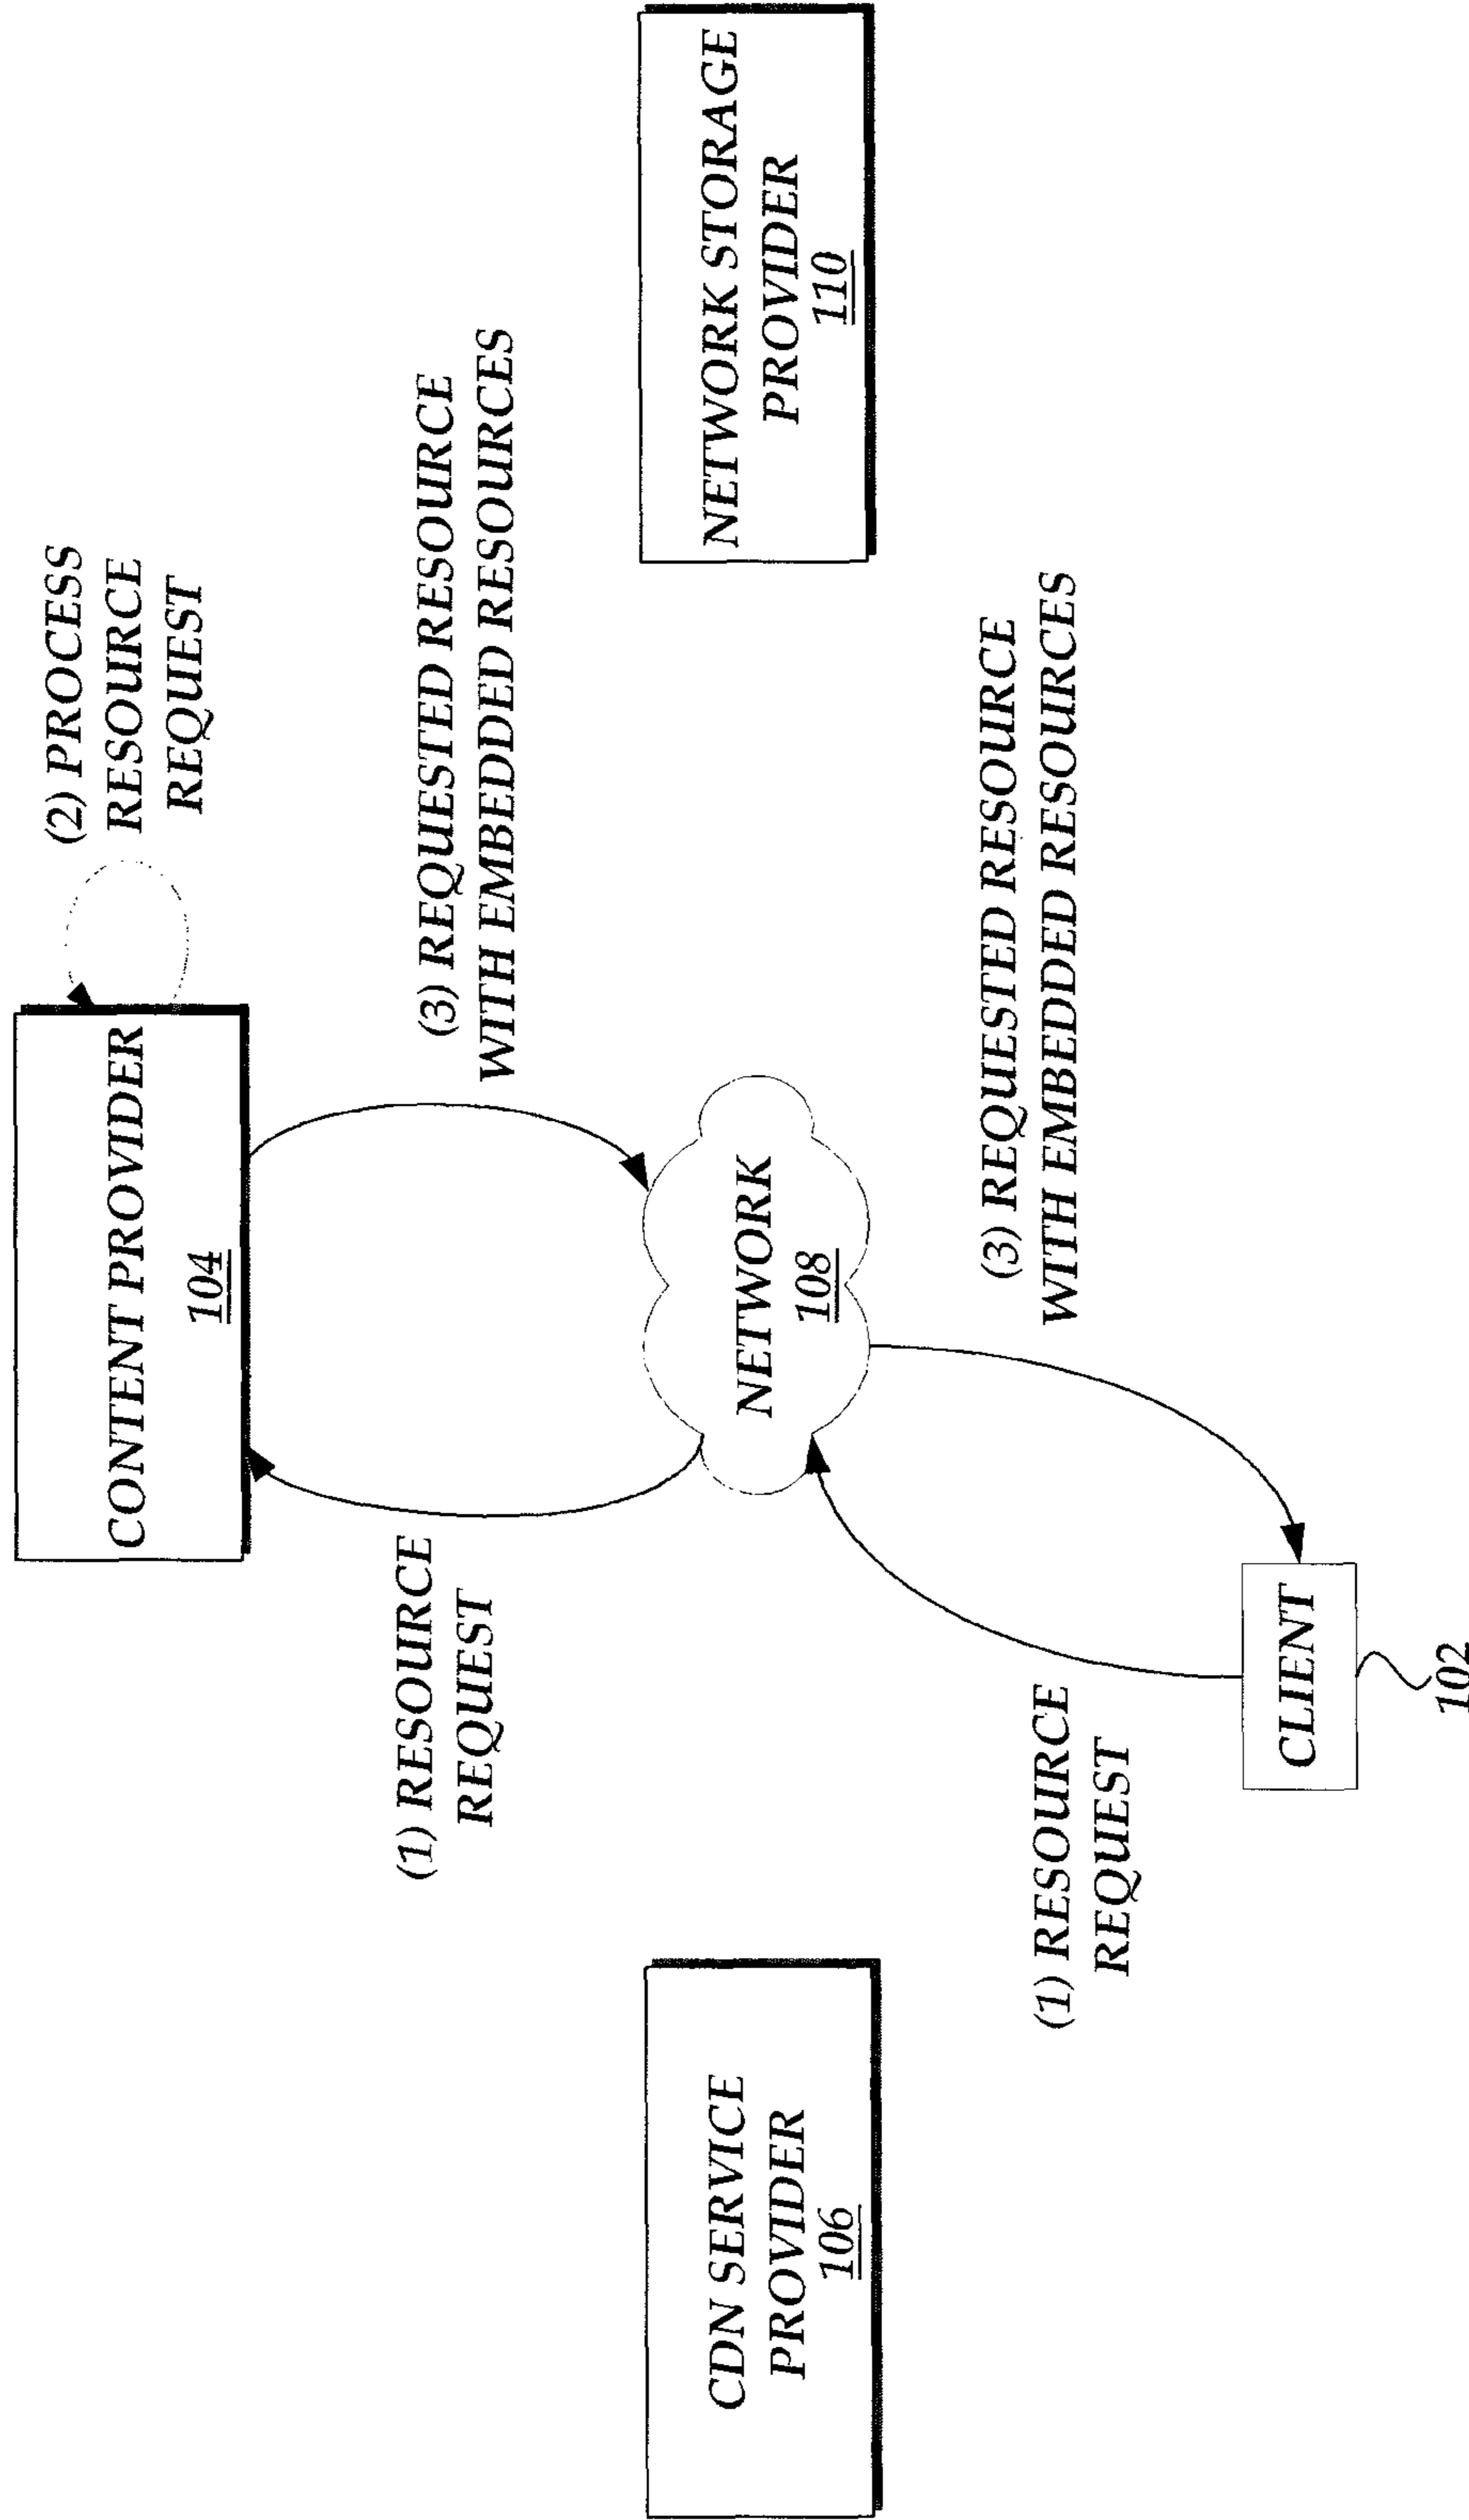 CONTENT PROVIDER
104
(2) PROCESS
RESOURCE
REQUEST
(1) RESOURCE
REQUEST
(3) REQUESTED RESOURCE
WITH EMBEDDED RESOURCES
CDN SERVICE
PROVIDER
106
NETWORK
108
NETWORK STORAGE
PROVIDER
110
(1) RESOURCE
REQUEST
(3) REQUESTED RESOURCE
WITH EMBEDDED RESOURCES
CLIENT
102